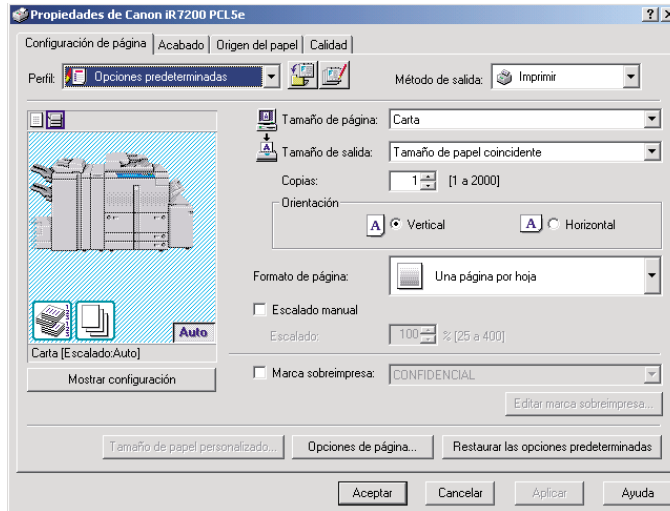 Propiedades de Canon iR7200 PCL5e
Configuración de página Acabado Origen del papel Calidad
Perfil: Opciones predeterminadas Método de salida: Imprimir
Tamaño de página: Carta
Tamaño de salida: Tamaño de papel coincidente
Copias: 1 [1 a 2000]
Orientación
A Vertical A Horizontal
Formato de página: Una página por hoja
Escalado manual
Auto
Escalado: 100 % [25 a 400]
Carta [Escalado:Auto]
Mostrar configuración
Marca sobreimpresa: CONFIDENCIAL
Editar marca sobreimpresa...
Tamaño de papel personalizado... Opciones de página... Restaurar las opciones predeterminadas
Aceptar Cancelar Aplicar Ayuda